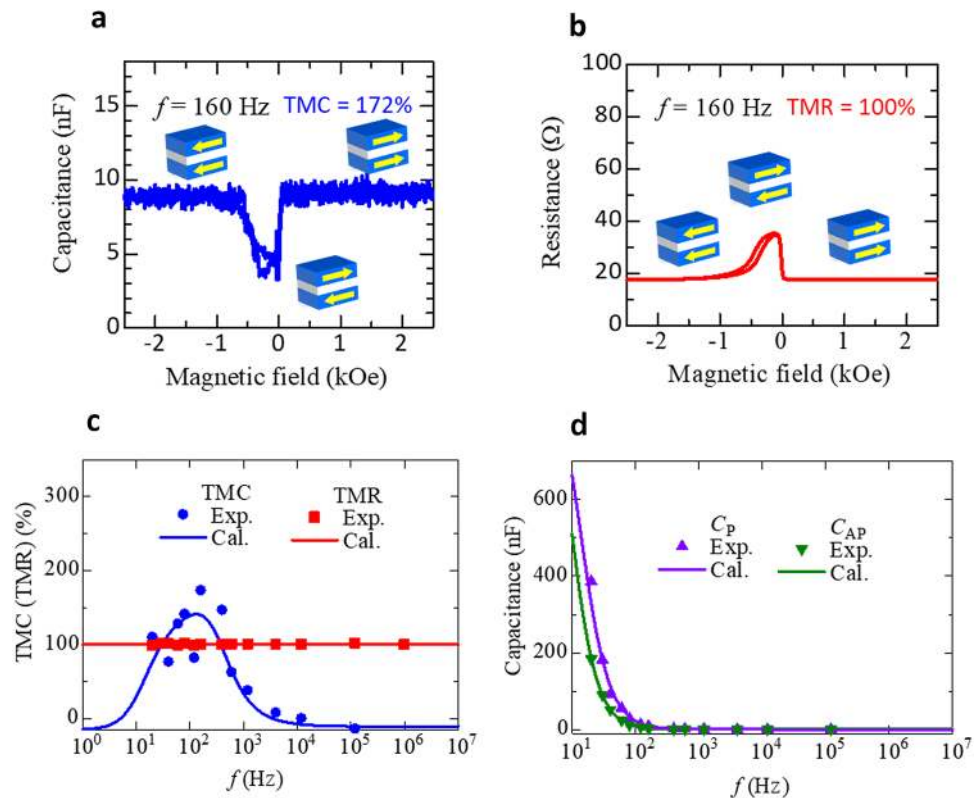 a
f = 160 Hz TMC = 172%
15
10
5
0
Capacitance (nF)
-2 -1 0 1 2
Magnetic field (kOe)
b
f = 160 Hz TMR = 100%
100
80
60
40
20
0
Resistance (Ω)
-2 -1 0 1 2
Magnetic field (kOe)
c
TMC TMR
Exp. Exp.
Cal. Cal.
300
200
100
0
TMC (TMR) (%)
10⁰ 10¹ 10² 10³ 10⁴ 10⁵ 10⁶ 10⁷
f (Hz)
d
C_P C_AP
Exp. Exp.
Cal. Cal.
600
400
200
0
Capacitance (nF)
10¹ 10² 10³ 10⁴ 10⁵ 10⁶ 10⁷
f (Hz)